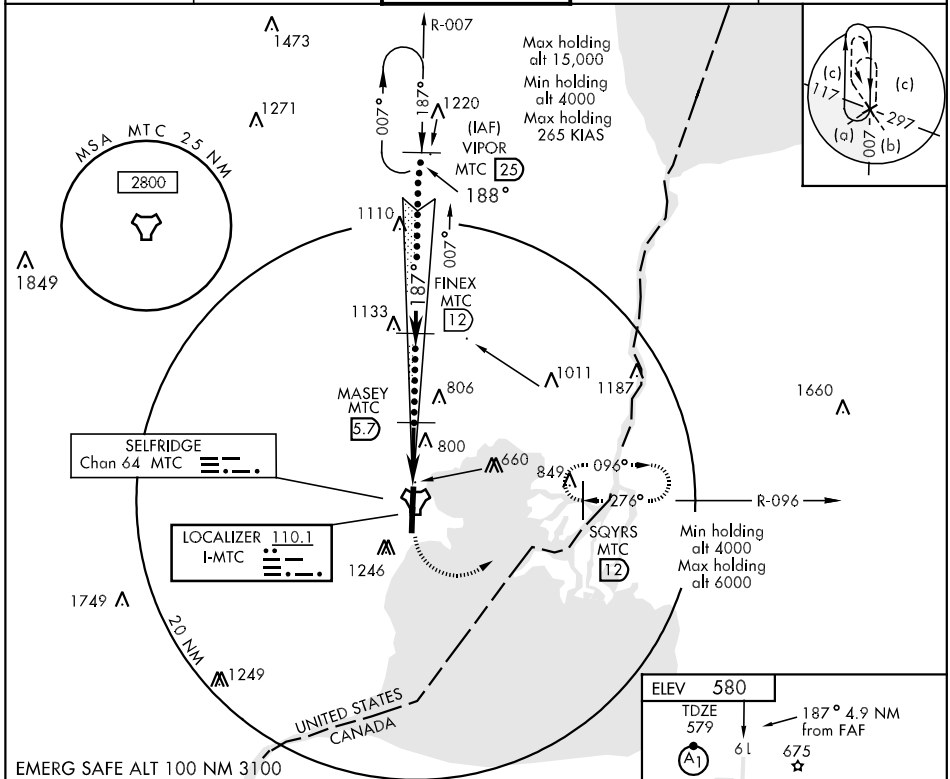 1473
R-007
Max holding
alt 15,000
Min holding
alt 4000
Max holding
265 KIAS
(c)
(c)
117
297
(a)
(b)
007
1271
007°
187°
1220
(IAF)
VIPOR
MTC 25
188°
MSA MTC 25 NM
2800
1849
1110
007°
187°
FINEX
MTC
12
1133
1011
1187
1660
806
MASEY
MTC
5.7
800
SELFRIDGE
Chan 64 MTC
660
849
096°
276°
R-096
SQYRS
MTC
12
Min holding
alt 4000
Max holding
alt 6000
LOCALIZER 110.1
I-MTC
1246
1749
20 NM
1249
UNITED STATES
CANADA
EMERG SAFE ALT 100 NM 3100
ELEV 580
TDZE
579
A1
19
187° 4.9 NM
from FAF
675